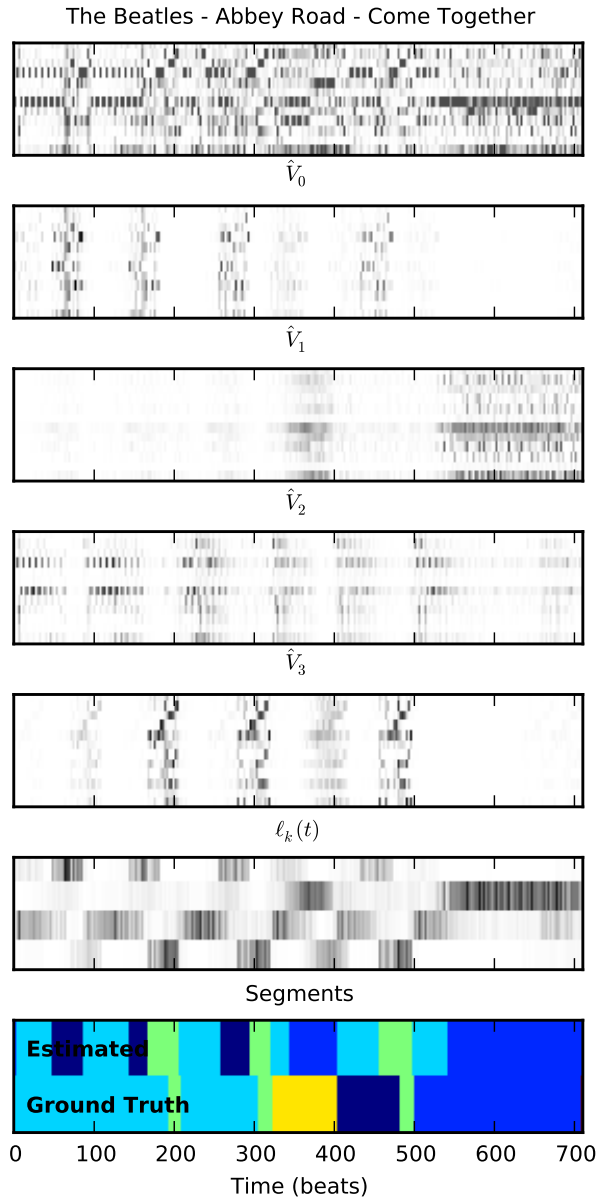 The Beatles - Abbey Road - Come Together
V̂₀
V̂₁
V̂₂
V̂₃
ℓₖ(t)
Segments
Estimated
Ground Truth
0 100 200 300 400 500 600 700
Time (beats)